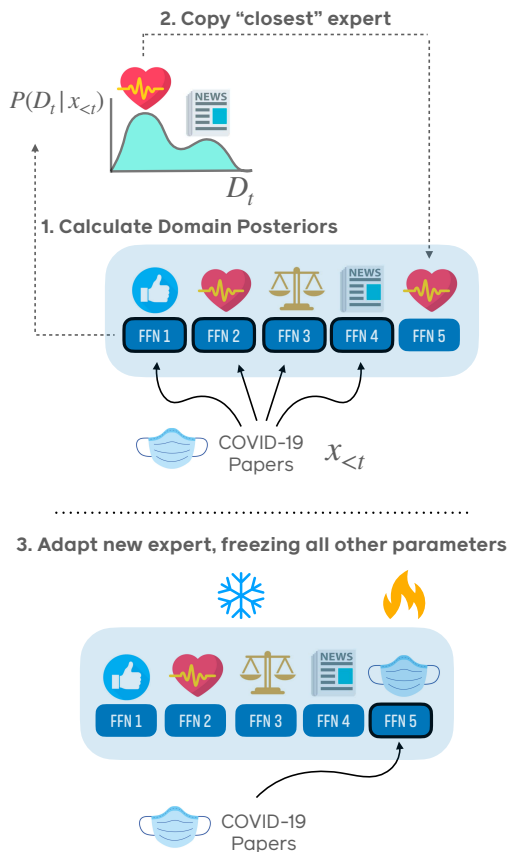 2. Copy “closest” expert
P(D_t | x_{<t})
NEWS
D_t
1. Calculate Domain Posteriors
NEWS
FFN 1 FFN 2 FFN 3 FFN 4 FFN 5
COVID-19
Papers x_{<t}
3. Adapt new expert, freezing all other parameters
NEWS
FFN 1 FFN 2 FFN 3 FFN 4 FFN 5
COVID-19
Papers